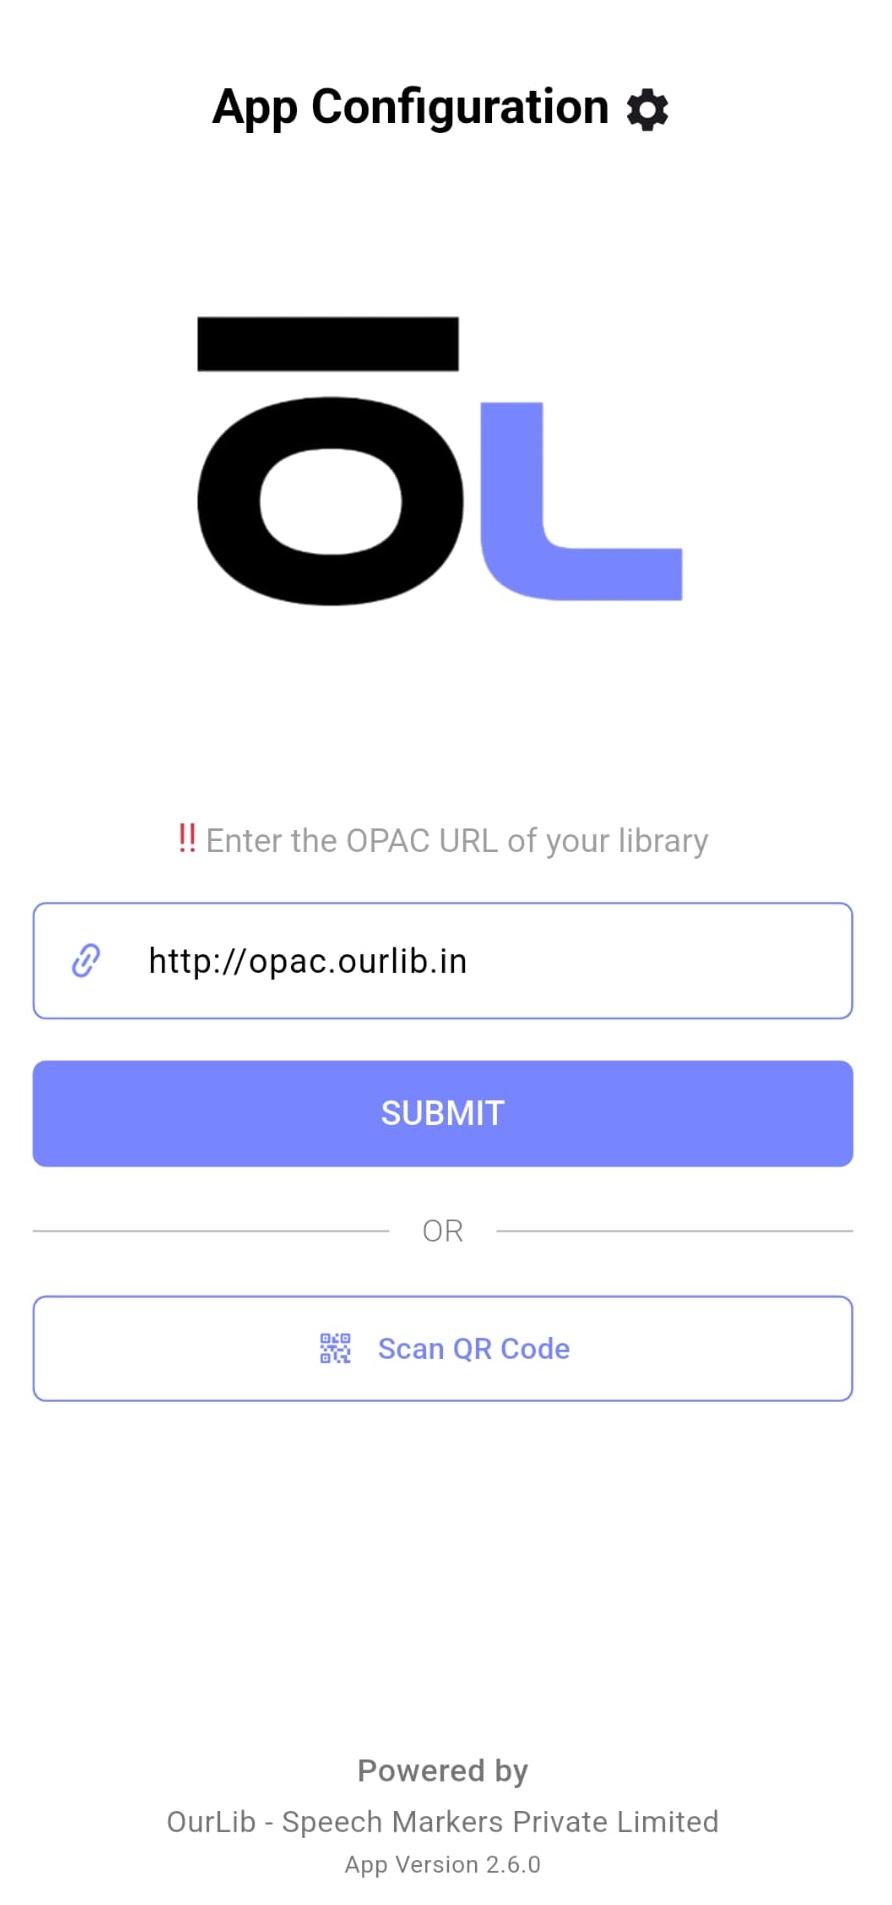 App Configuration
ōL
‼ Enter the OPAC URL of your library
http://opac.ourlib.in
SUBMIT
OR
Scan QR Code
Powered by
OurLib - Speech Markers Private Limited
App Version 2.6.0